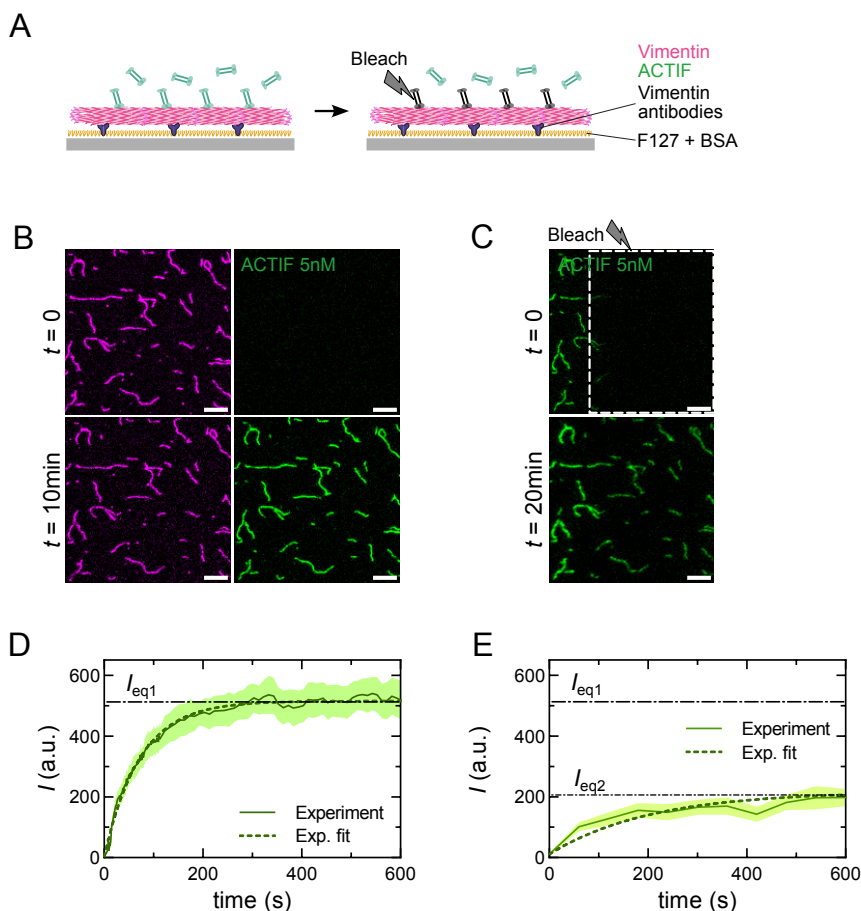 A
Bleach
Vimentin
ACTIF
Vimentin
antibodies
F127 + BSA
B
ACTIF 5nM
t = 0
t = 10min
C
Bleach
ACTIF 5nM
t = 0
t = 20min
D
600
400
200
0
I (a.u.)
Ieq1
Experiment
Exp. fit
0 200 400 600
time (s)
E
600
400
200
0
I (a.u.)
Ieq1
Experiment
Exp. fit
Ieq2
0 200 400 600
time (s)